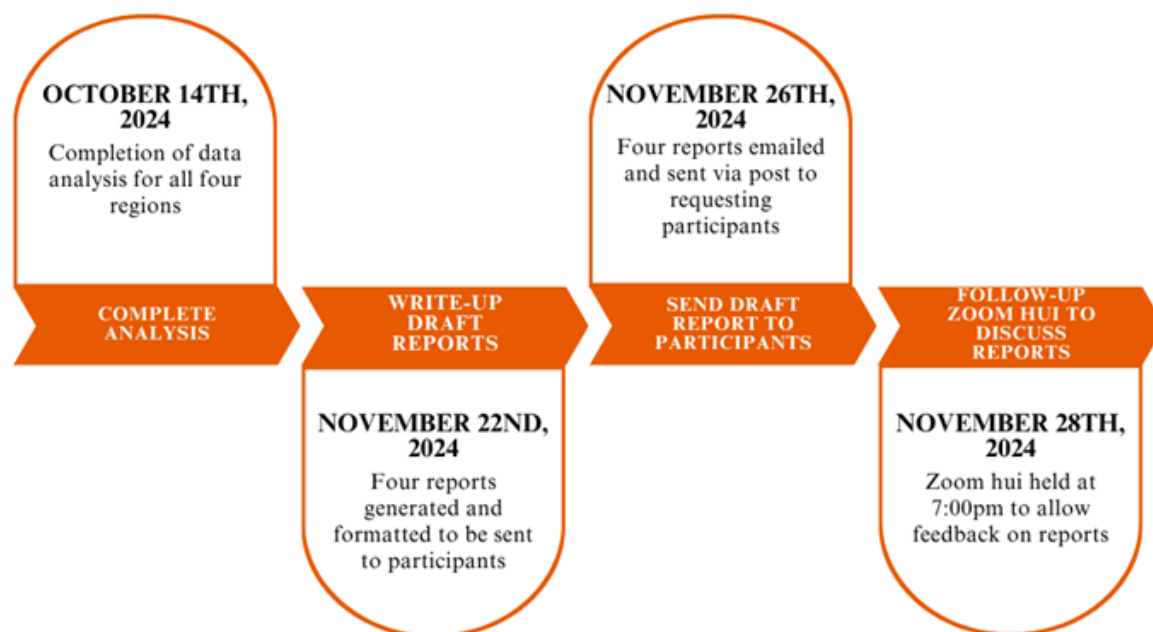 OCTOBER 14TH,
2024
Completion of data
analysis for all four
regions
COMPLETE
ANALYSIS
WRITE-UP
DRAFT
REPORTS
NOVEMBER 22ND,
2024
Four reports
generated and
formatted to be sent
to participants
NOVEMBER 26TH,
2024
Four reports emailed
and sent via post to
requesting
participants
SEND DRAFT
REPORT TO
PARTICIPANTS
FOLLOW-UP
ZOOM HUI TO
DISCUSS
REPORTS
NOVEMBER 28TH,
2024
Zoom hui held at
7:00pm to allow
feedback on reports